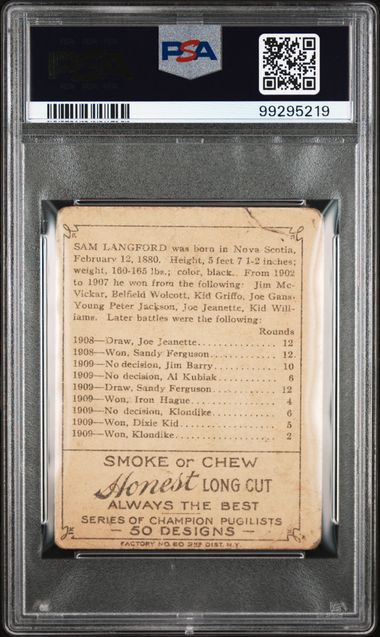 PSA
99295219
SAM LANGFORD was born in Nova Scotia,
February 12, 1880. Height, 5 feet 7 1-2 inches;
weight, 160-165 lbs.; color, black. From 1902
to 1907 he won from the following: Jim Mc-
Vickar, Belfield Wolcott, Kid Griffo, Joe Gans,
Young Peter Jackson, Joe Jeanette, Kid Will-
iams. Later battles were the following:
Rounds
1908—Draw, Joe Jeanette.................. 12
1908—Won, Sandy Ferguson............... 12
1909—No decision, Jim Barry............. 10
1909—No decision, Al Kubiak............. 6
1909—Draw, Sandy Ferguson............. 12
1909—Won, Iron Hague.................... 4
1909—No decision, Klondike............... 6
1909—Won, Dixie Kid....................... 5
1909—Won, Klondike........................ 2
SMOKE or CHEW
Honest LONG CUT
ALWAYS THE BEST
SERIES OF CHAMPION PUGILISTS
— 50 DESIGNS —
FACTORY NO. 60 2ND DIST. N.Y.